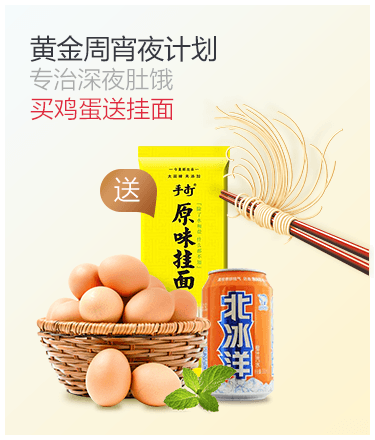 黄金周宵夜计划
专治深夜肚饿
买鸡蛋送挂面
送
手打
原味挂面
北冰洋